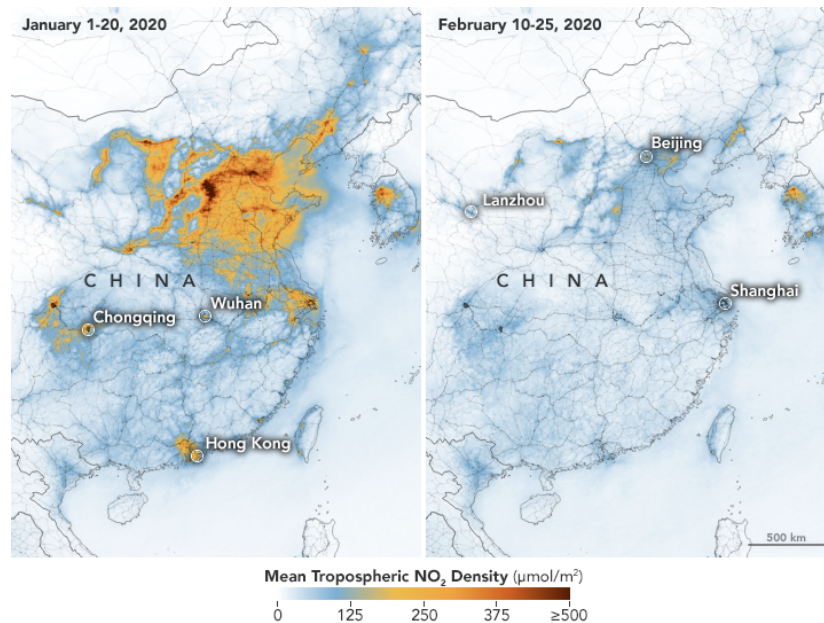 January 1-20, 2020
CHINA
Wuhan
Chongqing
Hong Kong
February 10-25, 2020
Beijing
Lanzhou
CHINA
Shanghai
500 km
Mean Tropospheric NO₂ Density (µmol/m²)
0 125 250 375 ≥500